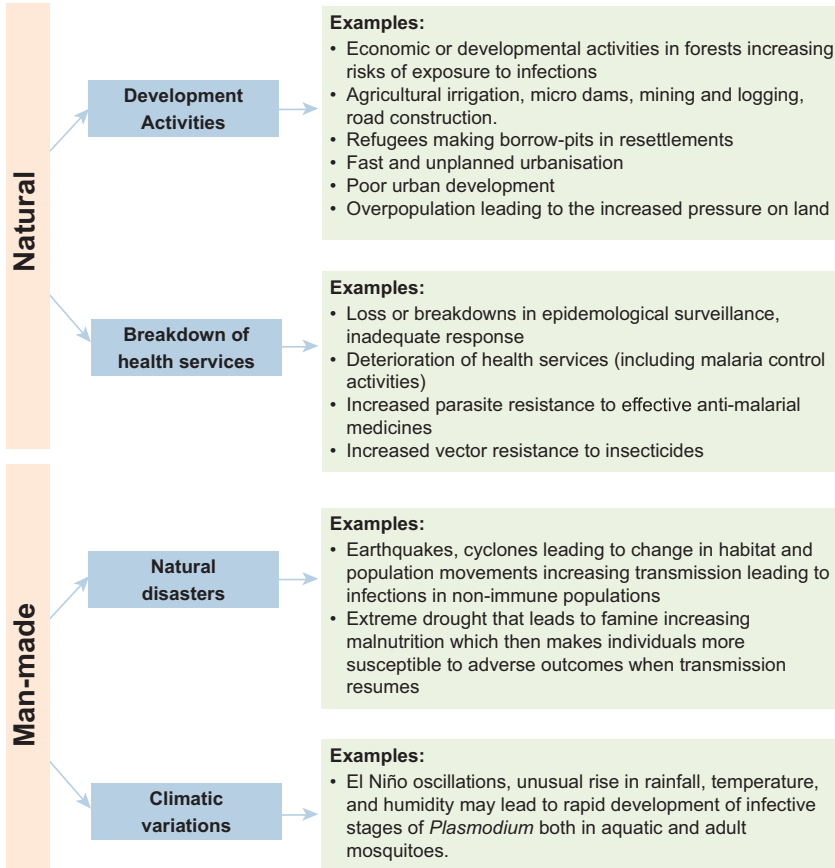 Natural
Development
Activities
Examples:
• Economic or developmental activities in forests increasing
risks of exposure to infections
• Agricultural irrigation, micro dams, mining and logging,
road construction.
• Refugees making borrow-pits in resettlements
• Fast and unplanned urbanisation
• Poor urban development
• Overpopulation leading to the increased pressure on land
Breakdown of
health services
Examples:
• Loss or breakdowns in epidemiological surveillance,
inadequate response
• Deterioration of health services (including malaria control
activities)
• Increased parasite resistance to effective anti-malarial
medicines
• Increased vector resistance to insecticides
Man-made
Natural
disasters
Examples:
• Earthquakes, cyclones leading to change in habitat and
population movements increasing transmission leading to
infections in non-immune populations
• Extreme drought that leads to famine increasing
malnutrition which then makes individuals more
susceptible to adverse outcomes when transmission
resumes
Climatic
variations
Examples:
• El Niño oscillations, unusual rise in rainfall, temperature,
and humidity may lead to rapid development of infective
stages of Plasmodium both in aquatic and adult
mosquitoes.